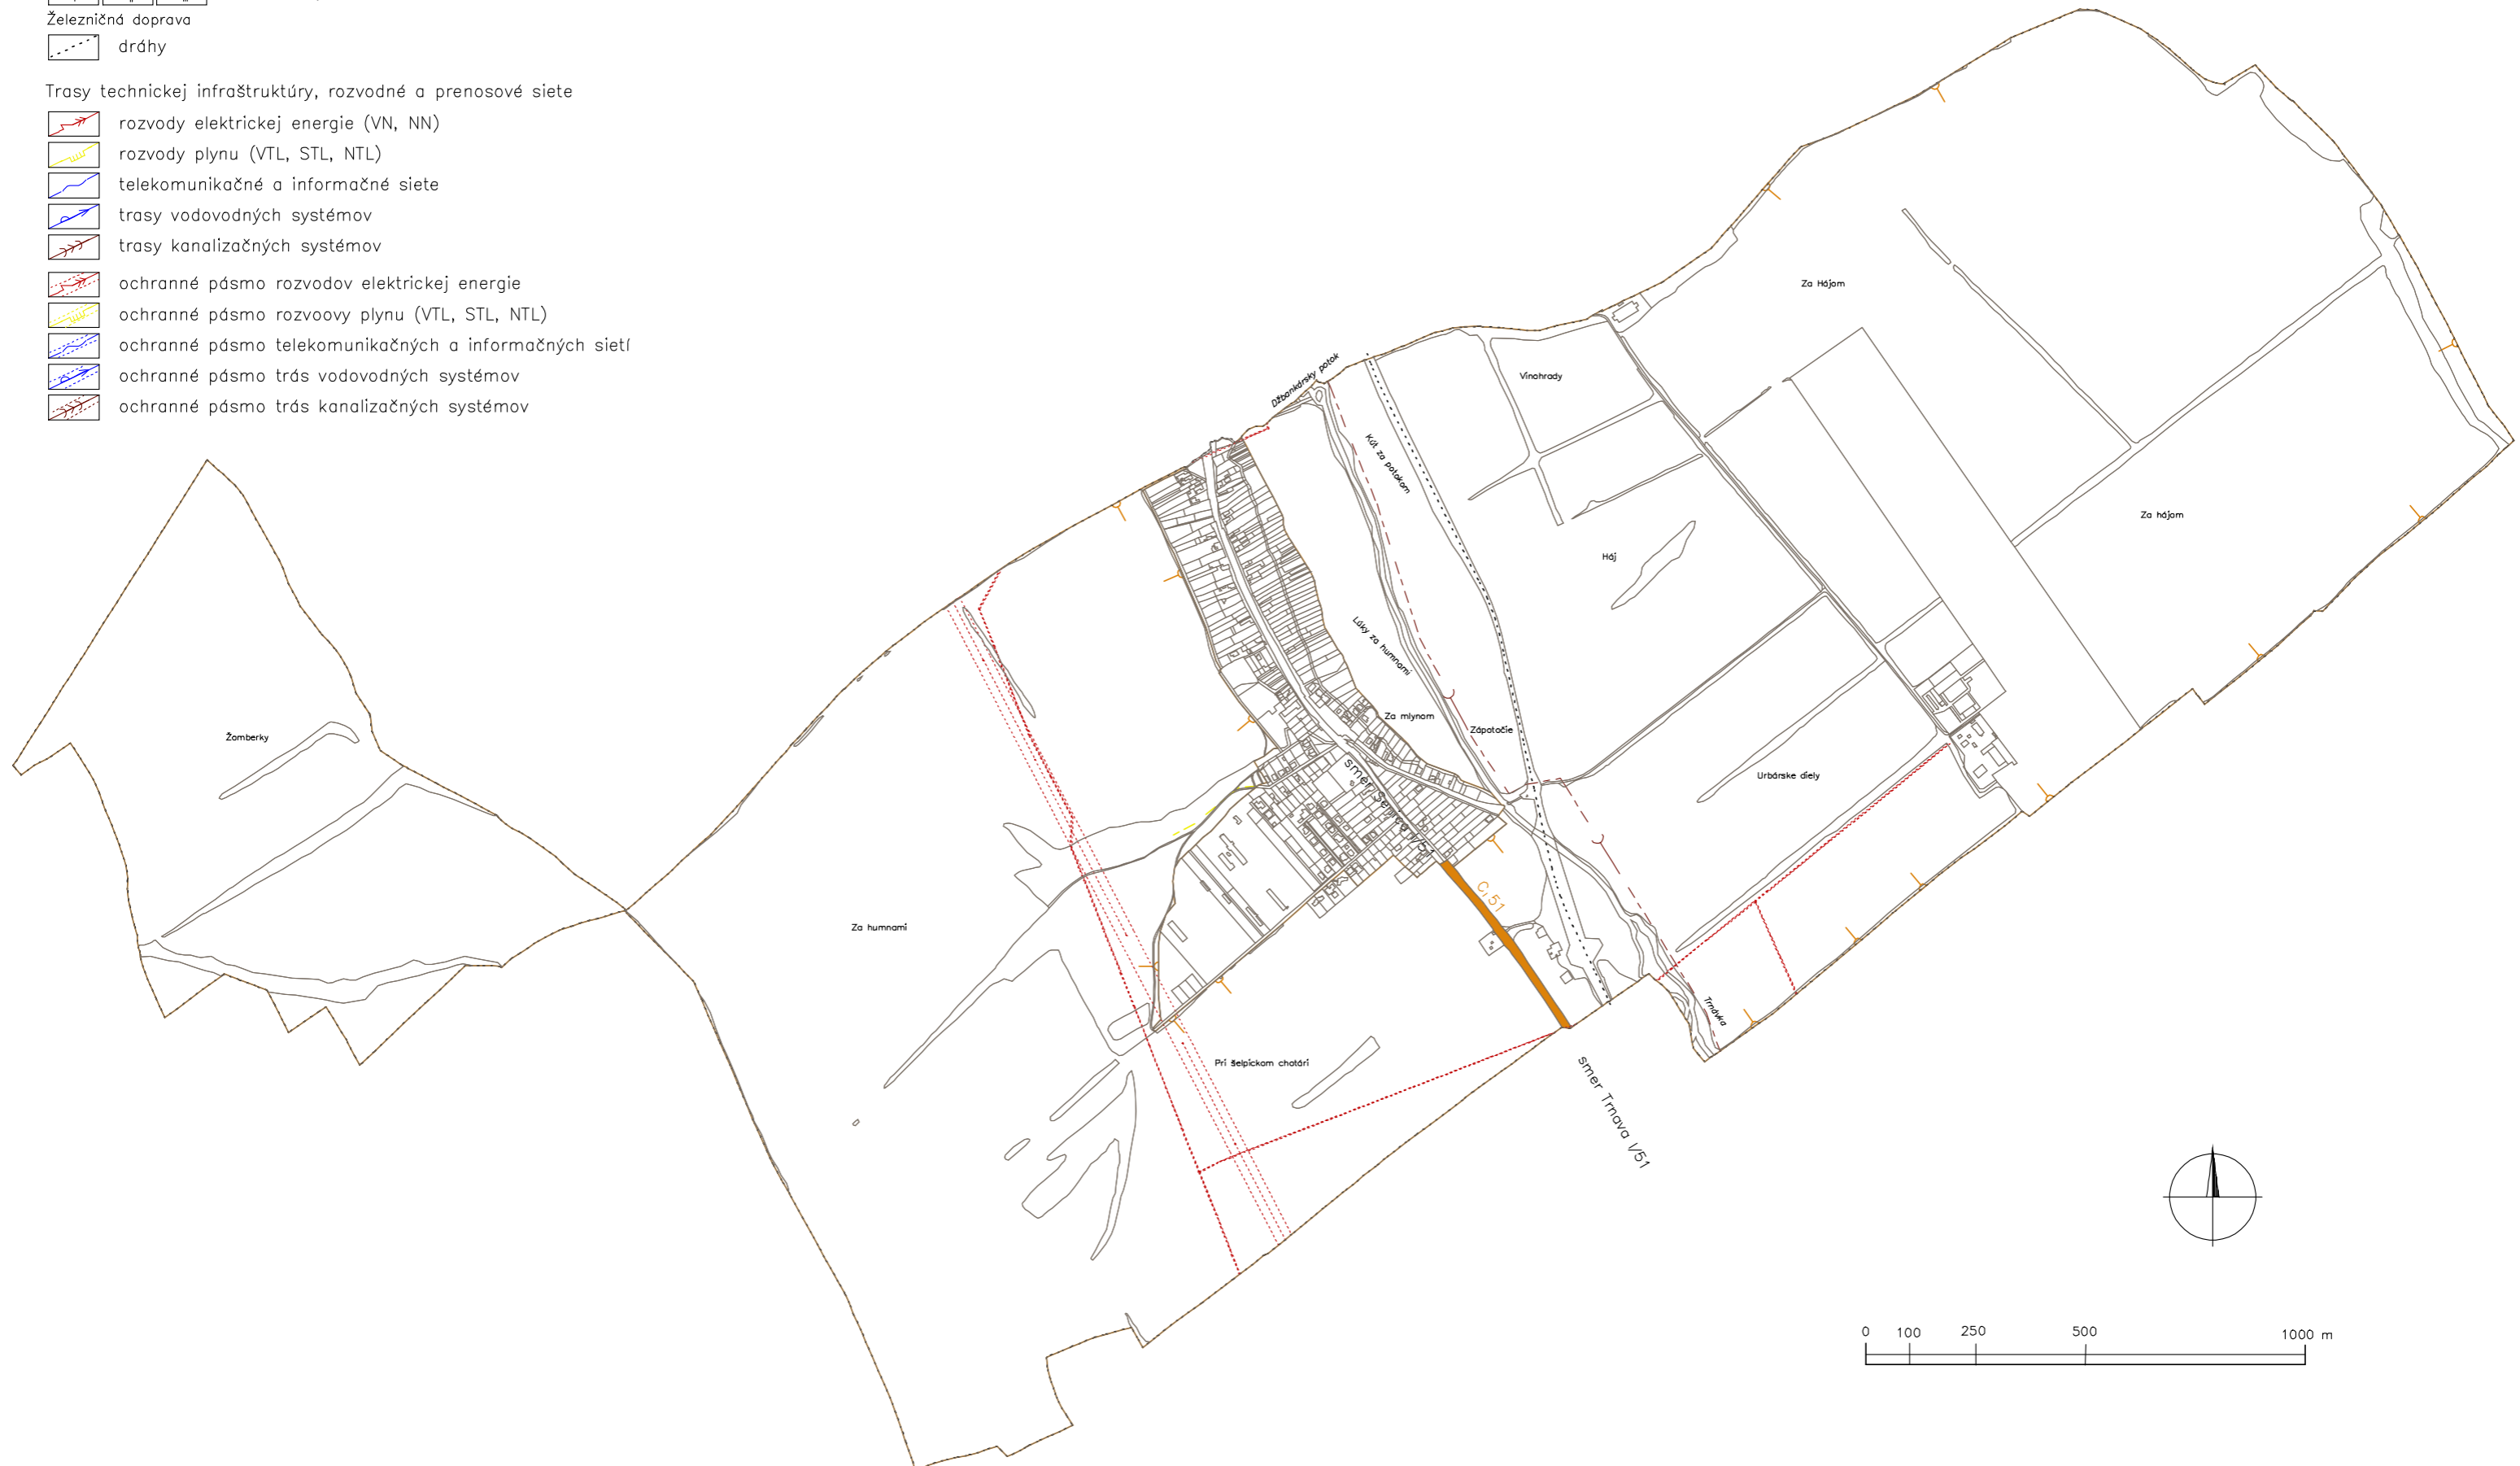 Železničná doprava
dráhy
Trasy technickej infraštruktúry, rozvodné a prenosové siete
rozvody elektrickej energie (VN, NN)
rozvody plynu (VTL, STL, NTL)
telekomunikačné a informačné siete
trasy vodovodných systémov
trasy kanalizačných systémov
ochranné pásmo rozvodov elektrickej energie
ochranné pásmo rozvoovy plynu (VTL, STL, NTL)
ochranné pásmo telekomunikačných a informačných sietí
ochranné pásmo trás vodovodných systémov
ochranné pásmo trás kanalizačných systémov
Za Hájom
Džbankársky potok
Vinohrady
Kút za potokom
Za hájom
Háj
Lúky za humnami
Za mlynom
Zápotočie
Žomberky
smer Senica I/51
Urbárske diely
C, 51
Za humnami
Trnávka
Pri šelpickom chotári
smer Trnava I/51
0 100 250 500 1000 m